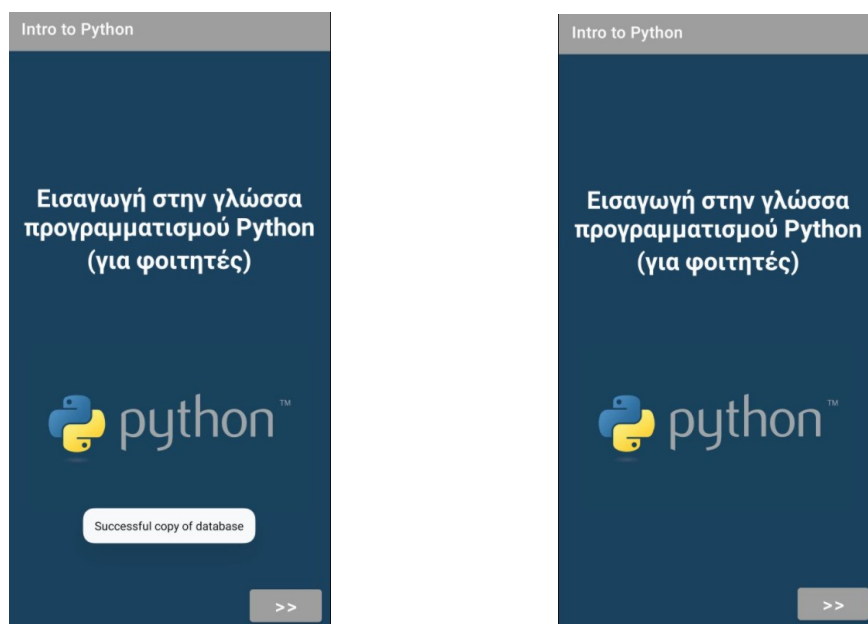 Intro to Python
Εισαγωγή στην γλώσσα
προγραμματισμού Python
(για φοιτητές)
python™
Successful copy of database
>>
Intro to Python
Εισαγωγή στην γλώσσα
προγραμματισμού Python
(για φοιτητές)
python™
>>